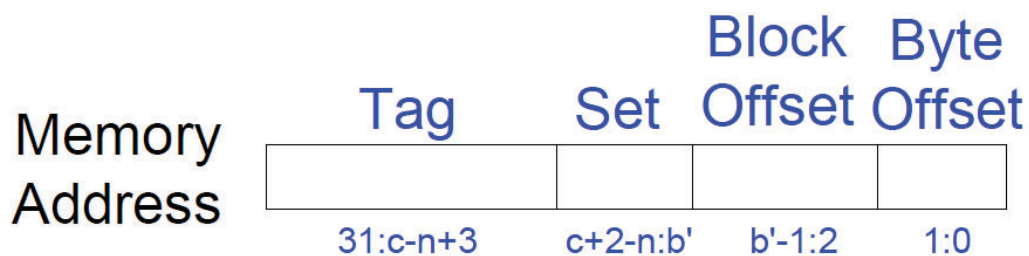 Block Byte
Tag Set Offset Offset
Memory
Address
31:c-n+3 c+2-n:b' b'-1:2 1:0